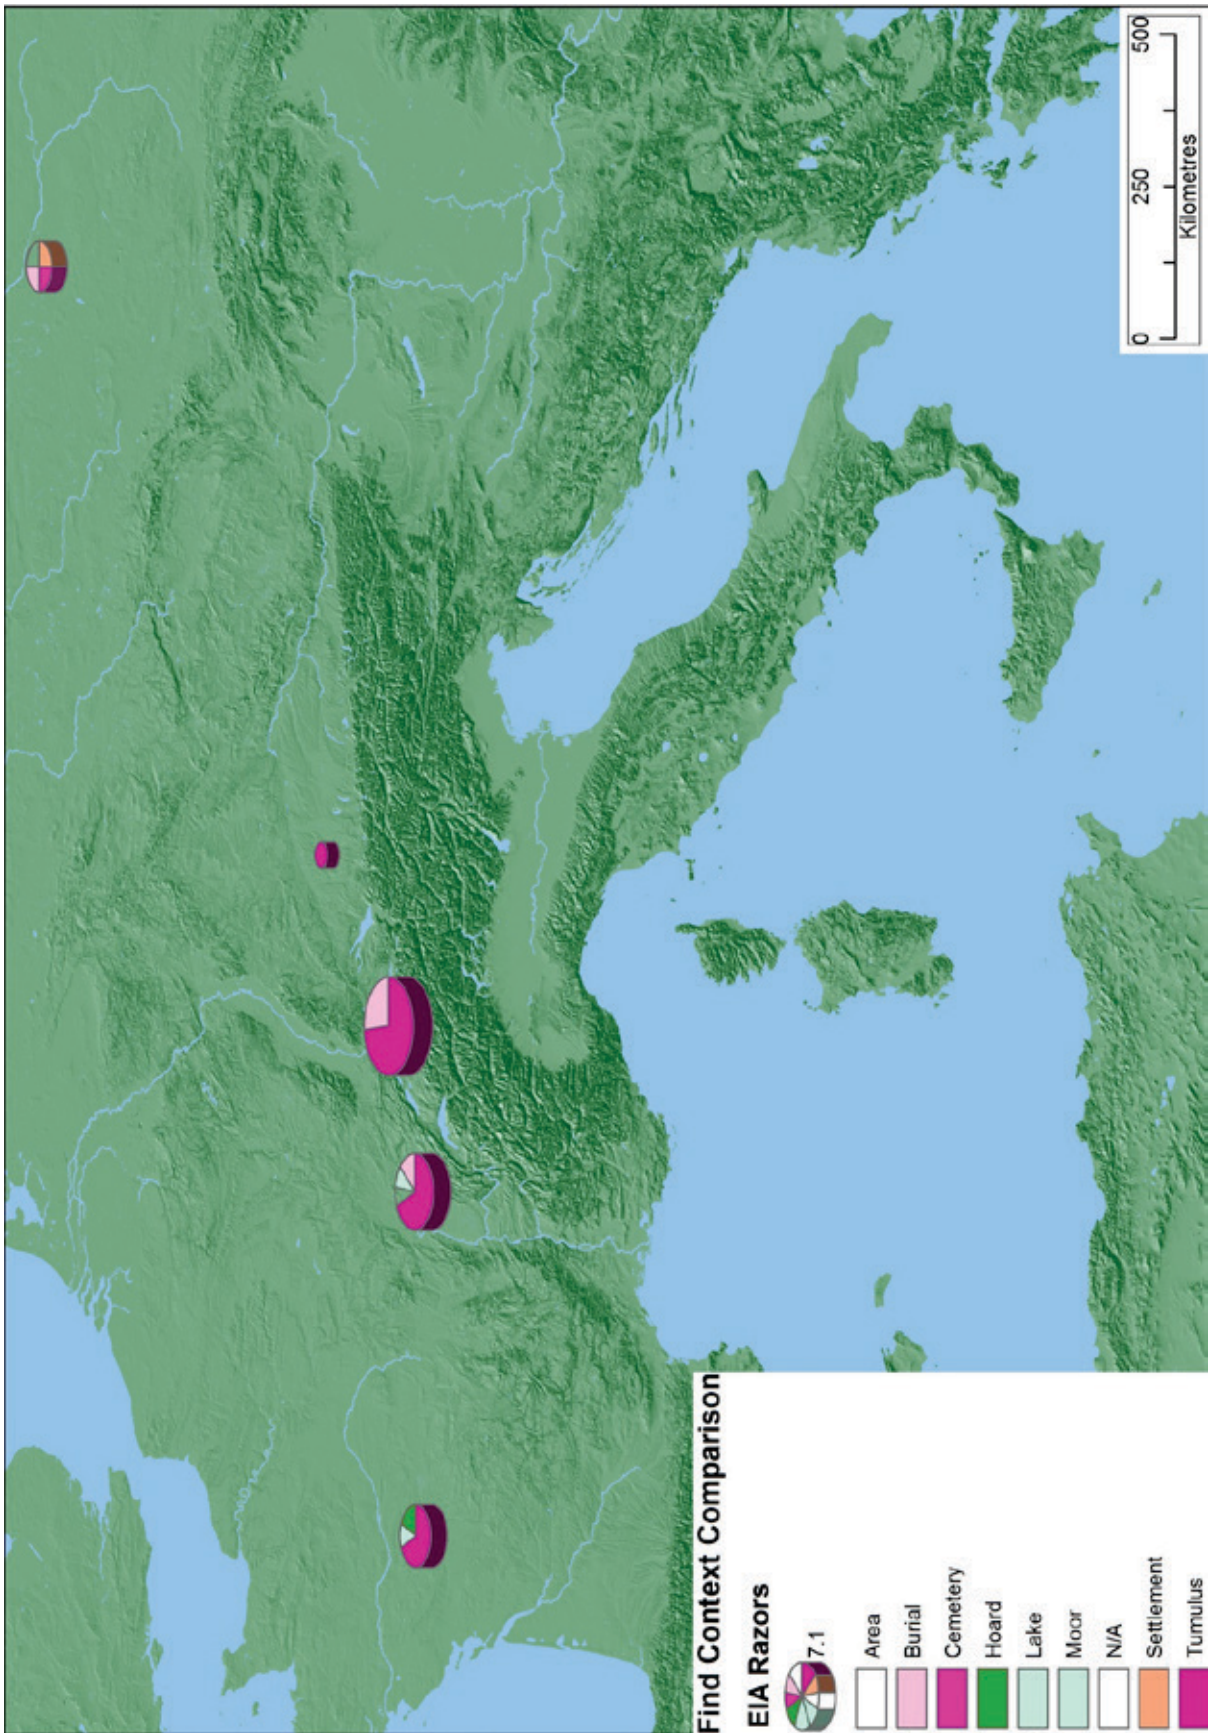 Find Context Comparison
EIA Razors
7.1
Area
Burial
Cemetery
Hoard
Lake
Moor
N/A
Settlement
Tumulus
0 250 500
Kilometres